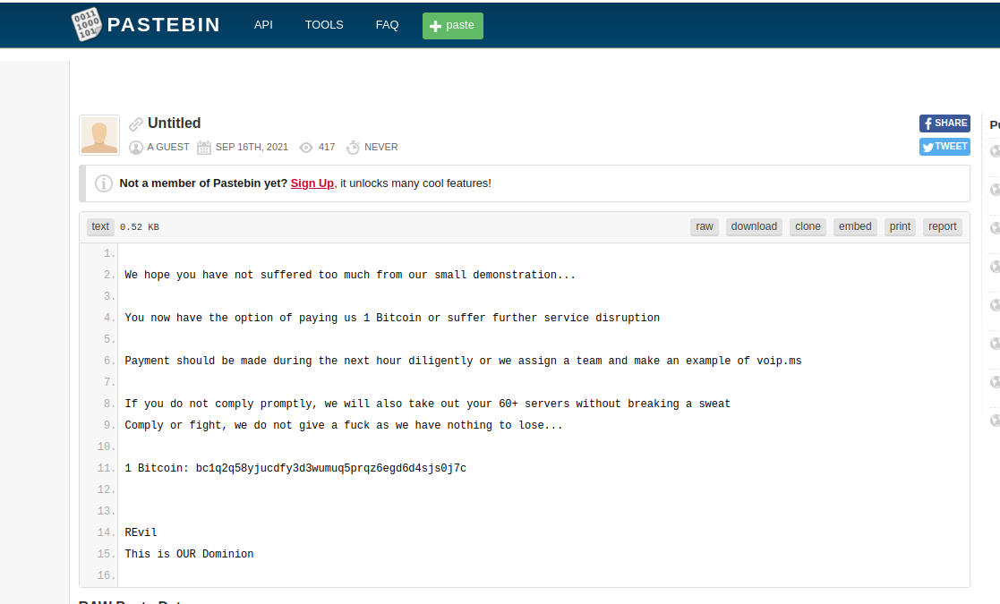 PASTEBIN API TOOLS FAQ paste
Untitled
SHARE
A GUEST SEP 16TH, 2021 417 NEVER
TWEET
Not a member of Pastebin yet? Sign Up, it unlocks many cool features!
text 0.52 KB raw download clone embed print report
1.
2. We hope you have not suffered too much from our small demonstration...
3.
4. You now have the option of paying us 1 Bitcoin or suffer further service disruption
5.
6. Payment should be made during the next hour diligently or we assign a team and make an example of voip.ms
7.
8. If you do not comply promptly, we will also take out your 60+ servers without breaking a sweat
9. Comply or fight, we do not give a fuck as we have nothing to lose...
10.
11. 1 Bitcoin: bc1q2q58yjucdfy3d3wumuq5prqz6egd6d4sjs0j7c
12.
13.
14. REvil
15. This is OUR Dominion
16.